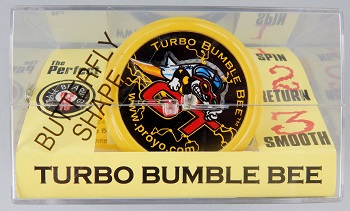 The
Perfect
BUTTERFLY
SHAPE
TURBO BUMBLE BEE
GT
www.proyo.com
1
SPIN
2
RETURN
3
SMOOTH
TURBO BUMBLE BEE